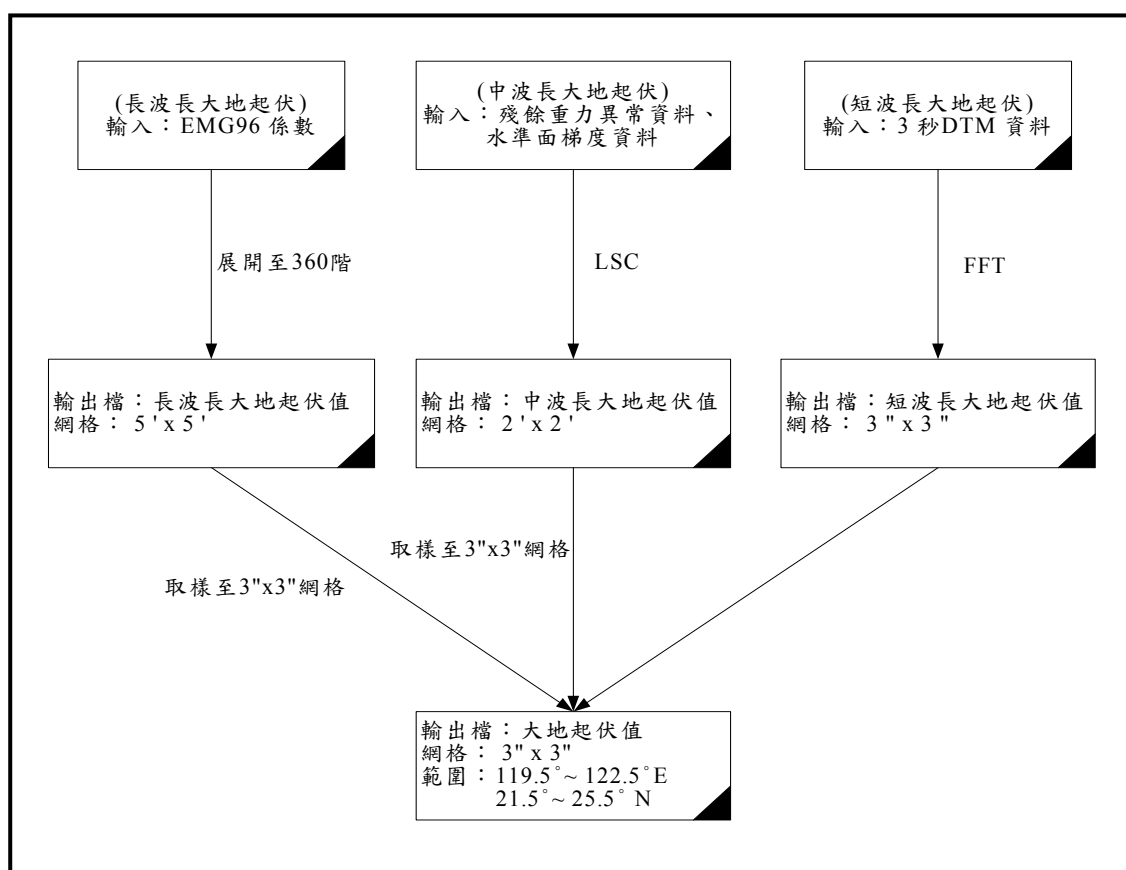 (長波長大地起伏)
輸入：EMG96 係數
(中波長大地起伏)
輸入：殘餘重力異常資料、
水準面梯度資料
(短波長大地起伏)
輸入：3 秒DTM 資料
展開至360階
LSC
FFT
輸出檔：長波長大地起伏值
網格： 5 ' x 5 '
輸出檔：中波長大地起伏值
網格： 2 ' x 2 '
輸出檔：短波長大地起伏值
網格： 3 " x 3 "
取樣至3"x3"網格
取樣至3"x3"網格
輸出檔：大地起伏值
網格： 3" x 3"
範圍：119.5°~ 122.5°E
21.5°~ 25.5° N